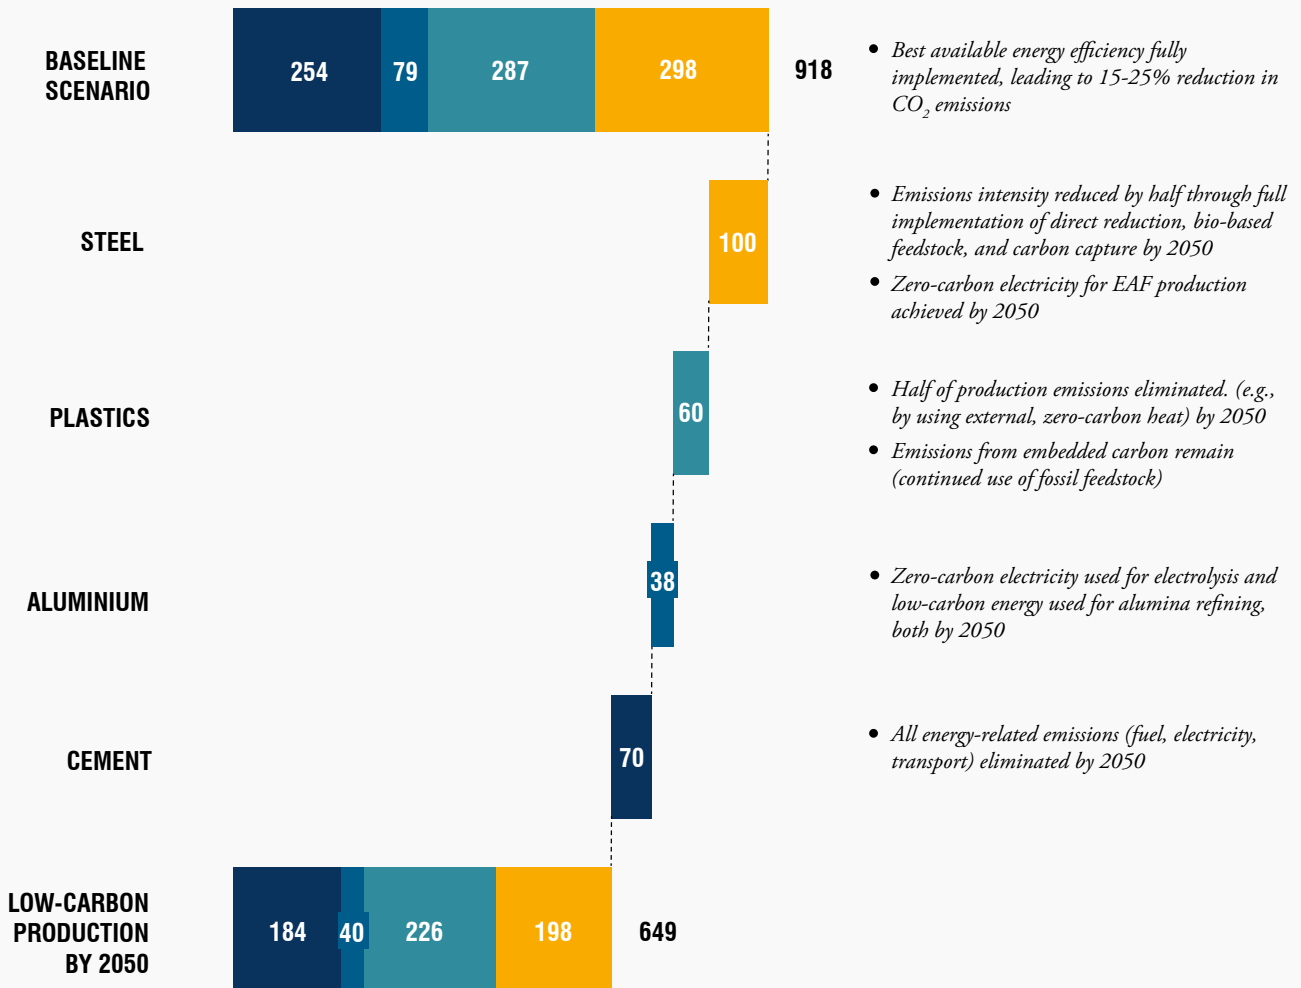 BASELINE
SCENARIO
254 79 287 298 918
• Best available energy efficiency fully
implemented, leading to 15-25% reduction in
CO2 emissions
STEEL
100
• Emissions intensity reduced by half through full
implementation of direct reduction, bio-based
feedstock, and carbon capture by 2050
• Zero-carbon electricity for EAF production
achieved by 2050
PLASTICS
60
• Half of production emissions eliminated. (e.g.,
by using external, zero-carbon heat) by 2050
• Emissions from embedded carbon remain
(continued use of fossil feedstock)
ALUMINIUM
38
• Zero-carbon electricity used for electrolysis and
low-carbon energy used for alumina refining,
both by 2050
CEMENT
70
• All energy-related emissions (fuel, electricity,
transport) eliminated by 2050
LOW-CARBON
PRODUCTION
BY 2050
184 40 226 198 649